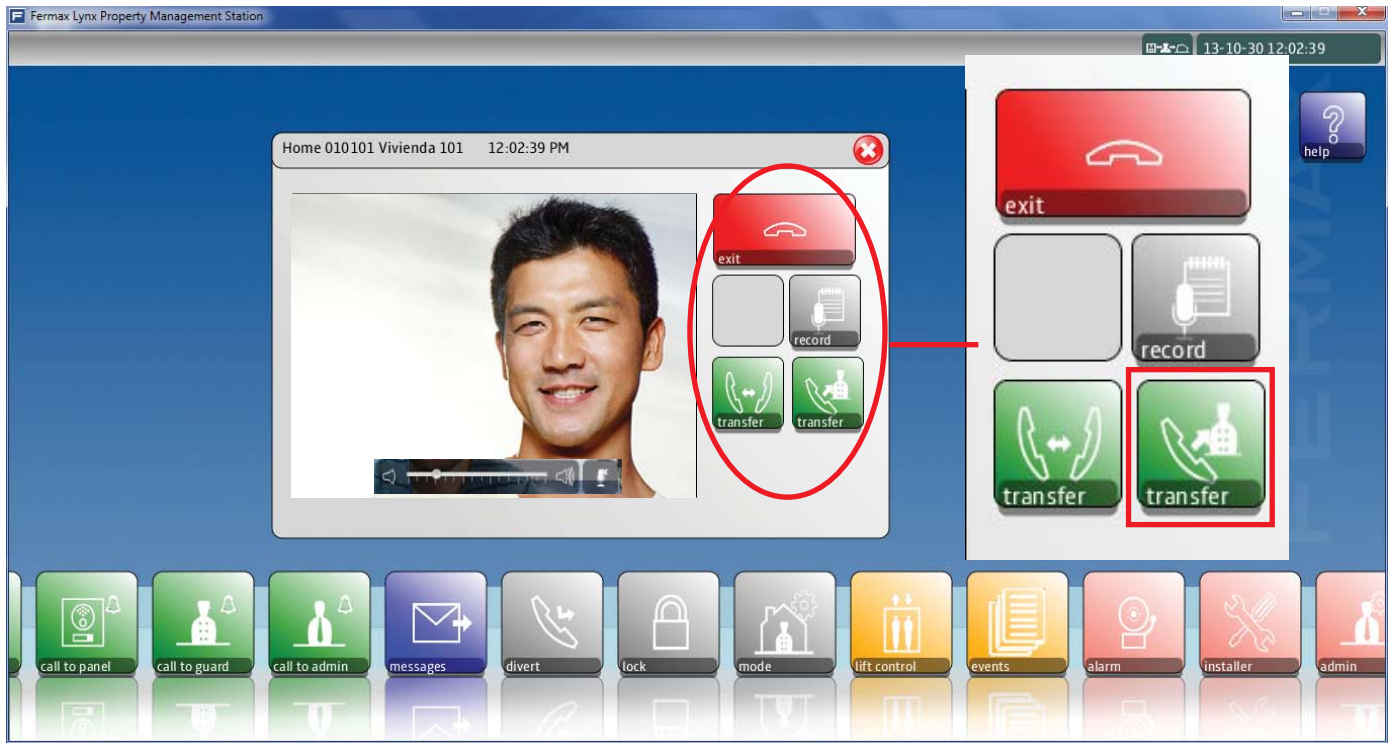 Fermax Lynx Property Management Station
13-10-30 12:02:39
help
Home 010101 Vivienda 101 12:02:39 PM
exit
record
transfer transfer
exit
record
transfer transfer
FERMAX
call to panel call to guard call to admin messages divert lock mode lift control events alarm installer admin